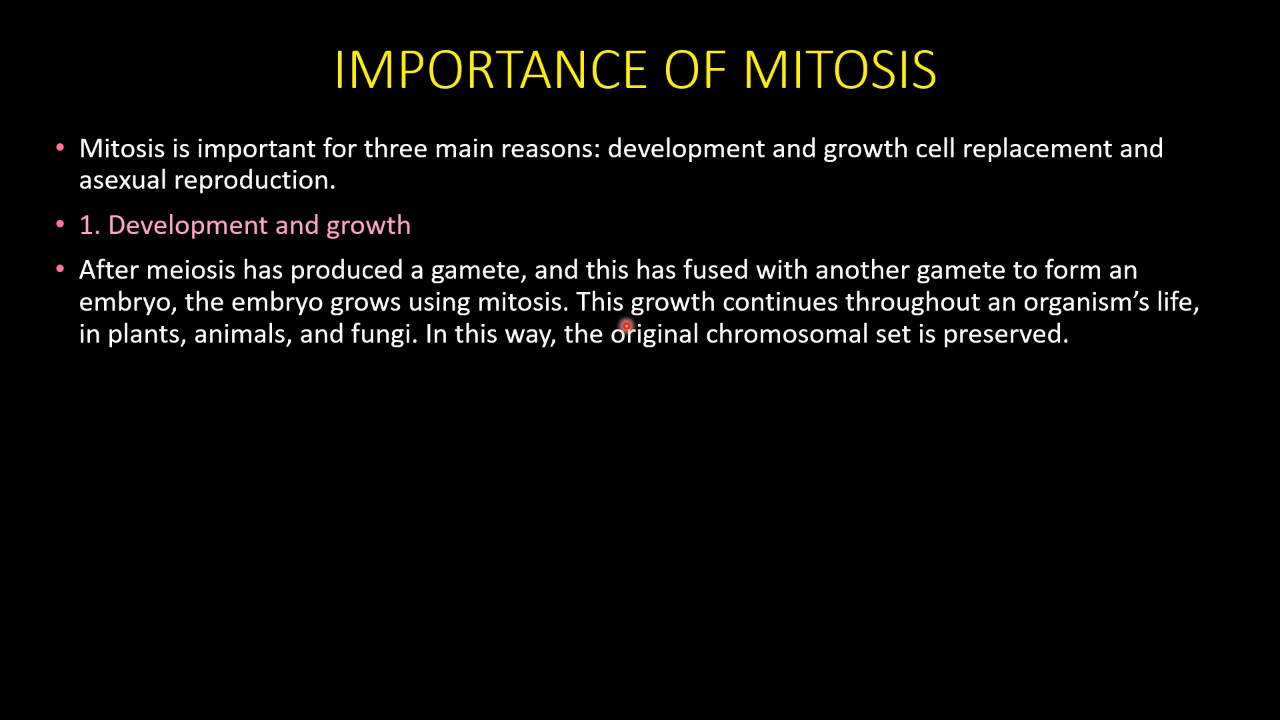 IMPORTANCE OF MITOSIS
• Mitosis is important for three main reasons: development and growth cell replacement and
asexual reproduction.
• 1. Development and growth
• After meiosis has produced a gamete, and this has fused with another gamete to form an
embryo, the embryo grows using mitosis. This growth continues throughout an organism’s life,
in plants, animals, and fungi. In this way, the original chromosomal set is preserved.